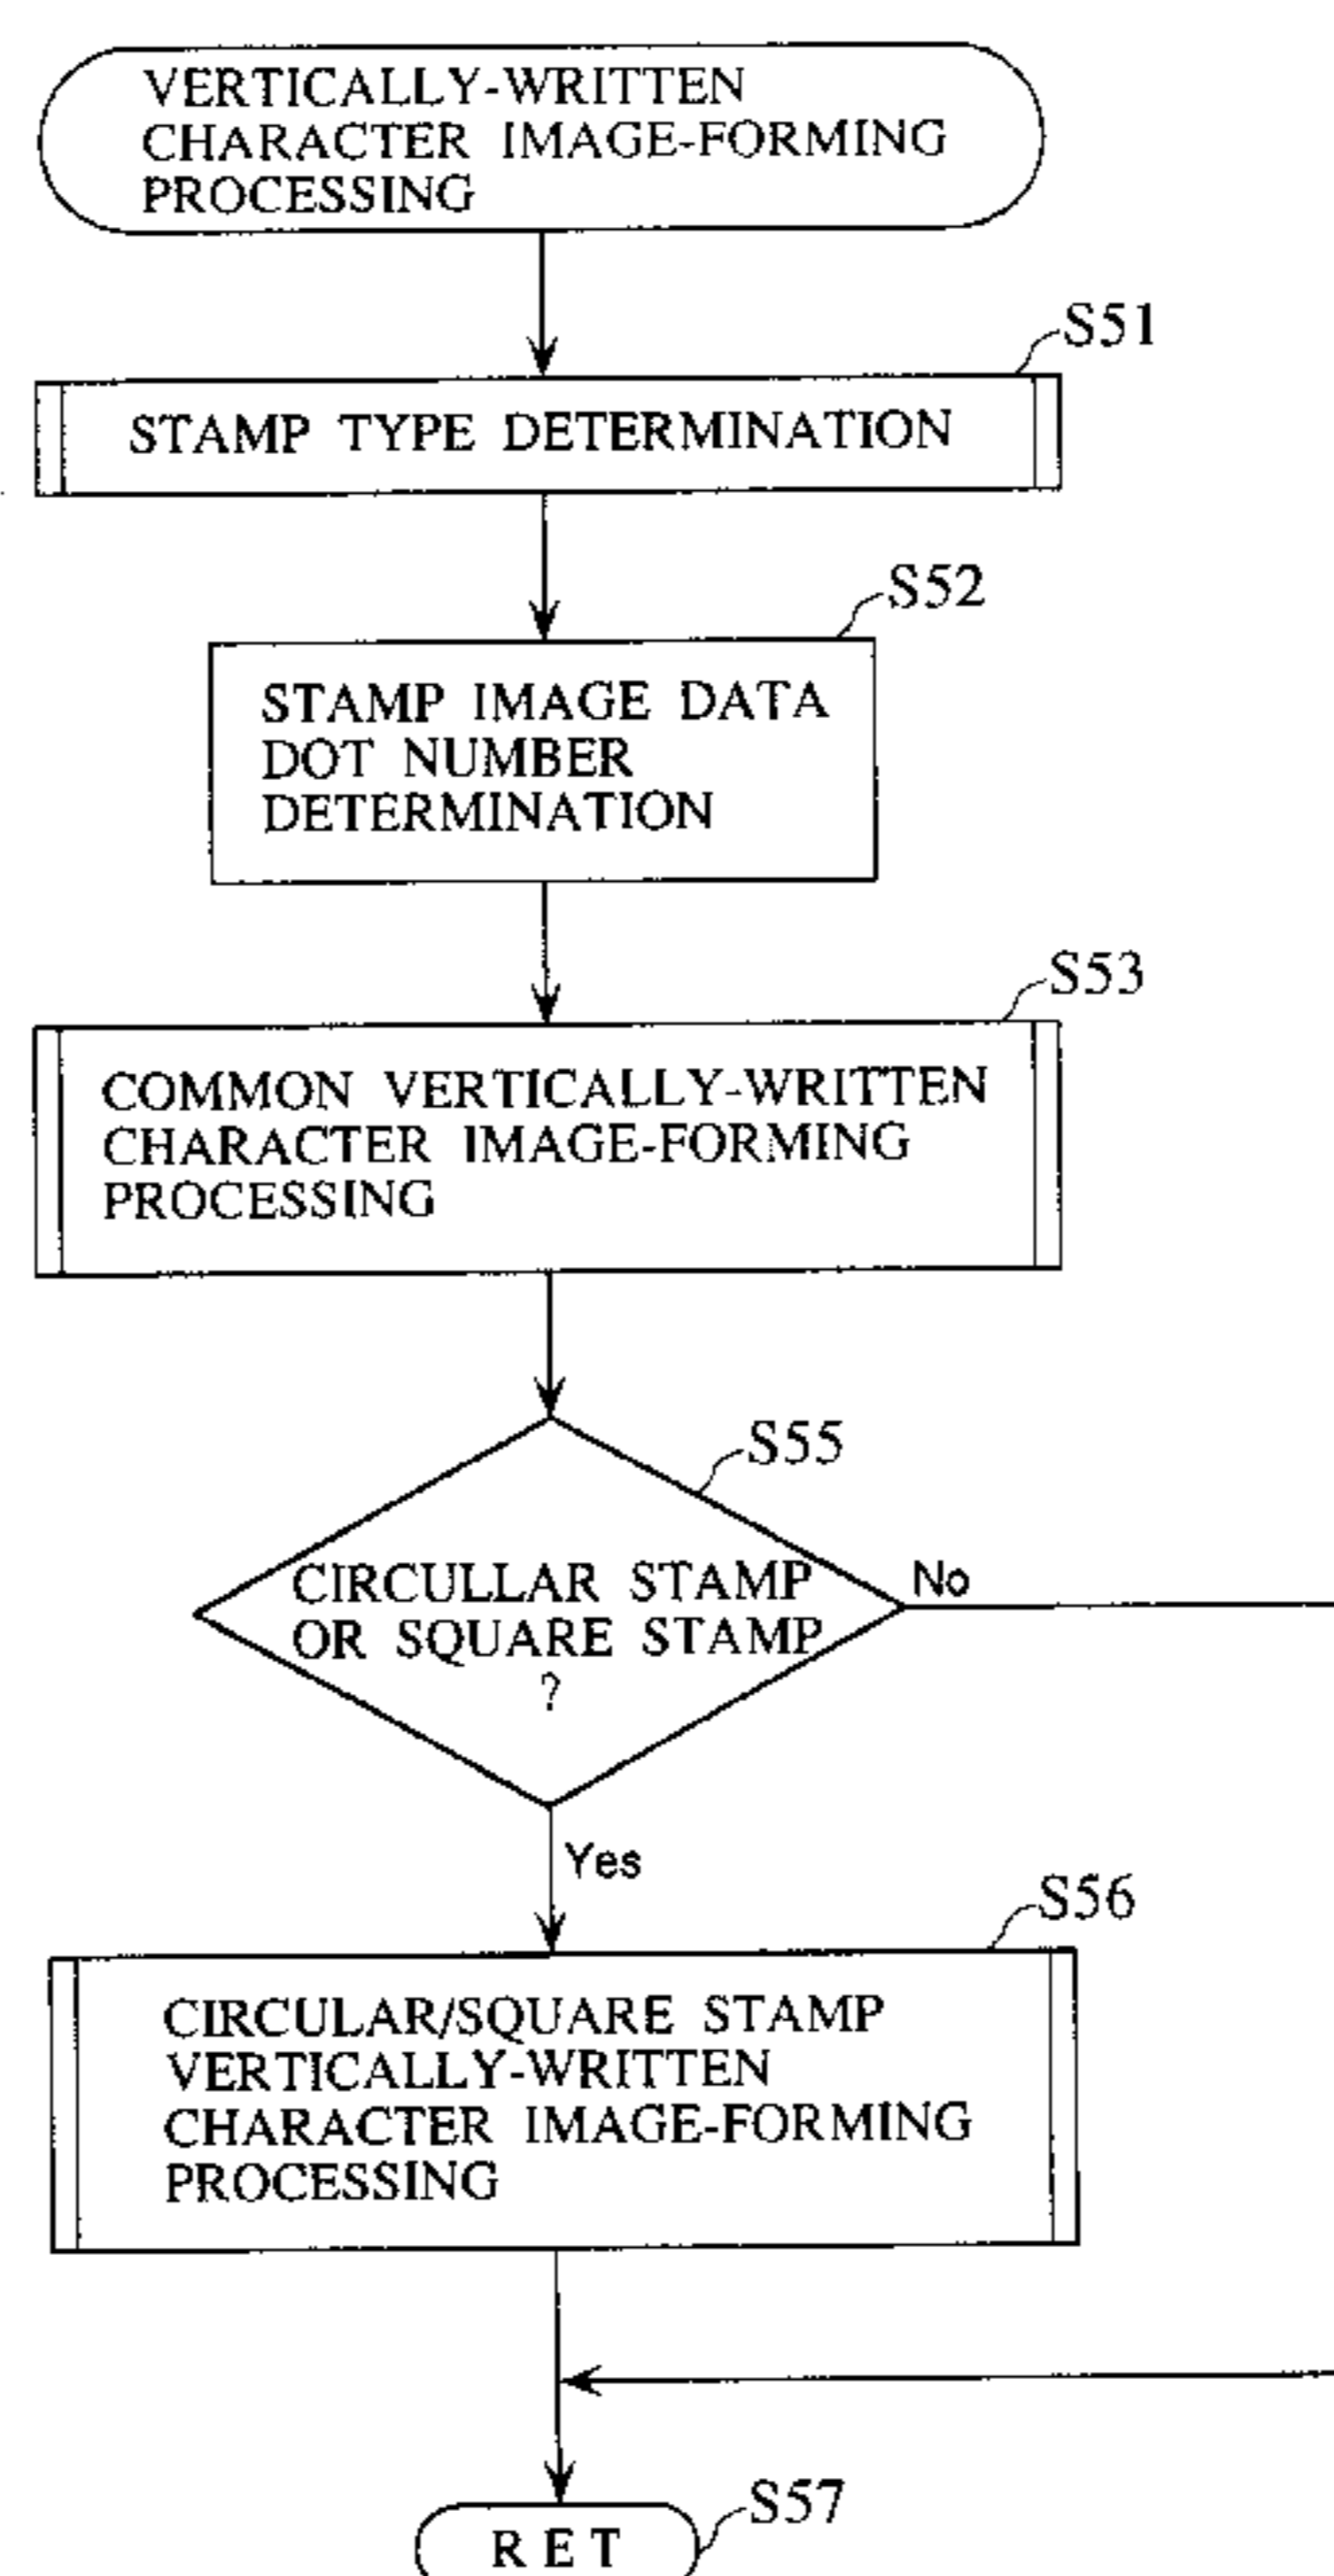 VERTICALLY-WRITTEN
CHARACTER IMAGE-FORMING
PROCESSING
S51
STAMP TYPE DETERMINATION
S52
STAMP IMAGE DATA
DOT NUMBER
DETERMINATION
S53
COMMON VERTICALLY-WRITTEN
CHARACTER IMAGE-FORMING
PROCESSING
S55
CIRCULLAR STAMP
OR SQUARE STAMP
?
No
Yes
S56
CIRCULAR/SQUARE STAMP
VERTICALLY-WRITTEN
CHARACTER IMAGE-FORMING
PROCESSING
S57
RET